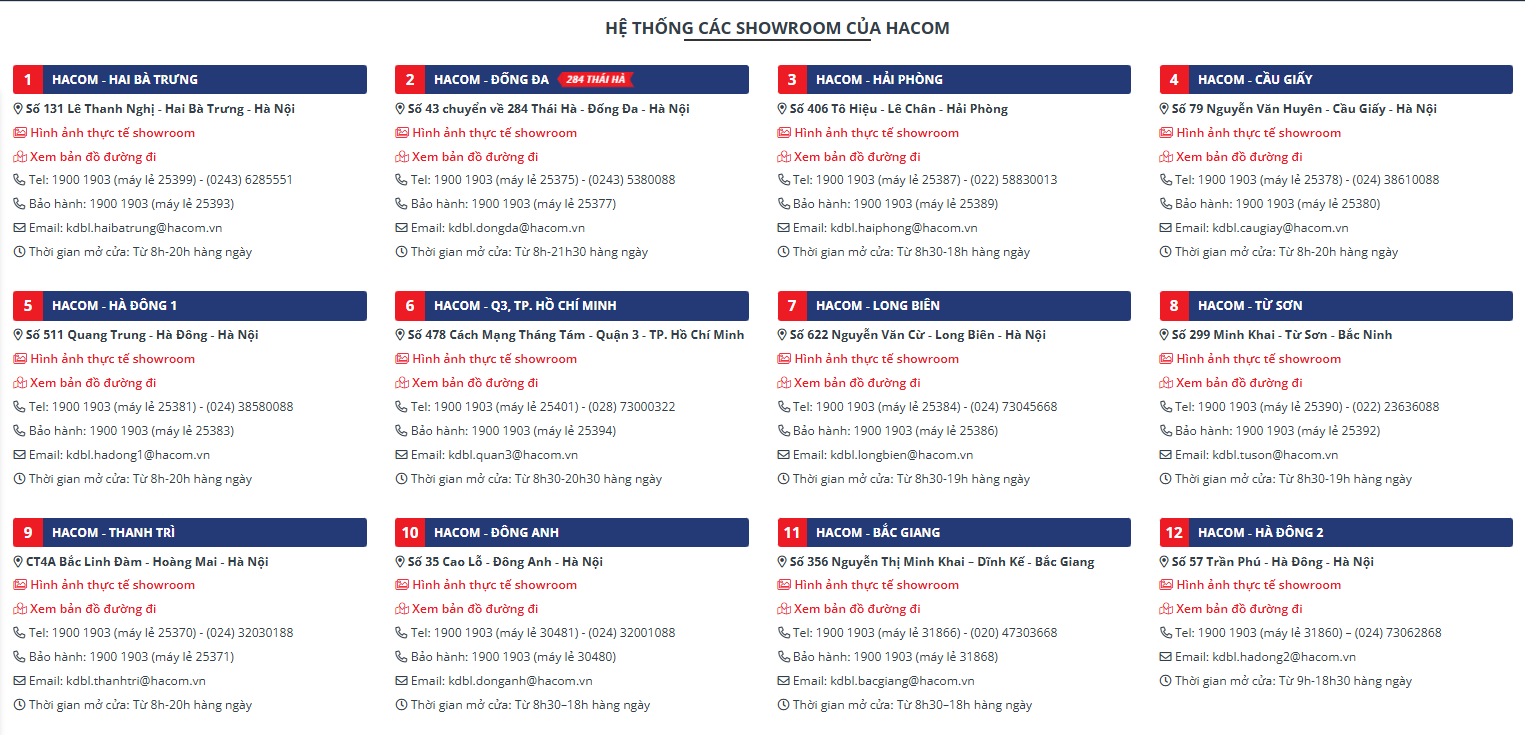 HỆ THỐNG CÁC SHOWROOM CỦA HACOM
1 HACOM - HAI BÀ TRƯNG
Số 131 Lê Thanh Nghị - Hai Bà Trưng - Hà Nội
Hình ảnh thực tế showroom
Xem bản đồ đường đi
Tel: 1900 1903 (máy lẻ 25399) - (0243) 6285551
Bảo hành: 1900 1903 (máy lẻ 25393)
Email: kdbl.haibatrung@hacom.vn
Thời gian mở cửa: Từ 8h-20h hàng ngày
2 HACOM - ĐỐNG ĐA 284 THÁI HÀ
Số 43 chuyển về 284 Thái Hà - Đống Đa - Hà Nội
Hình ảnh thực tế showroom
Xem bản đồ đường đi
Tel: 1900 1903 (máy lẻ 25375) - (0243) 5380088
Bảo hành: 1900 1903 (máy lẻ 25377)
Email: kdbl.dongda@hacom.vn
Thời gian mở cửa: Từ 8h-21h30 hàng ngày
3 HACOM - HẢI PHÒNG
Số 406 Tô Hiệu - Lê Chân - Hải Phòng
Hình ảnh thực tế showroom
Xem bản đồ đường đi
Tel: 1900 1903 (máy lẻ 25387) - (022) 58830013
Bảo hành: 1900 1903 (máy lẻ 25389)
Email: kdbl.haiphong@hacom.vn
Thời gian mở cửa: Từ 8h30-18h hàng ngày
4 HACOM - CẦU GIẤY
Số 79 Nguyễn Văn Huyên - Cầu Giấy - Hà Nội
Hình ảnh thực tế showroom
Xem bản đồ đường đi
Tel: 1900 1903 (máy lẻ 25378) - (024) 38610088
Bảo hành: 1900 1903 (máy lẻ 25380)
Email: kdbl.caugiay@hacom.vn
Thời gian mở cửa: Từ 8h-20h hàng ngày
5 HACOM - HÀ ĐÔNG 1
Số 511 Quang Trung - Hà Đông - Hà Nội
Hình ảnh thực tế showroom
Xem bản đồ đường đi
Tel: 1900 1903 (máy lẻ 25381) - (024) 38580088
Bảo hành: 1900 1903 (máy lẻ 25383)
Email: kdbl.hadong1@hacom.vn
Thời gian mở cửa: Từ 8h-20h hàng ngày
6 HACOM - Q3, TP. HỒ CHÍ MINH
Số 478 Cách Mạng Tháng Tám - Quận 3 - TP. Hồ Chí Minh
Hình ảnh thực tế showroom
Xem bản đồ đường đi
Tel: 1900 1903 (máy lẻ 25401) - (028) 73000322
Bảo hành: 1900 1903 (máy lẻ 25394)
Email: kdbl.quan3@hacom.vn
Thời gian mở cửa: Từ 8h30-20h30 hàng ngày
7 HACOM - LONG BIÊN
Số 622 Nguyễn Văn Cừ - Long Biên - Hà Nội
Hình ảnh thực tế showroom
Xem bản đồ đường đi
Tel: 1900 1903 (máy lẻ 25384) - (024) 73045668
Bảo hành: 1900 1903 (máy lẻ 25386)
Email: kdbl.longbien@hacom.vn
Thời gian mở cửa: Từ 8h30-19h hàng ngày
8 HACOM - TỪ SƠN
Số 299 Minh Khai - Từ Sơn - Bắc Ninh
Hình ảnh thực tế showroom
Xem bản đồ đường đi
Tel: 1900 1903 (máy lẻ 25390) - (022) 23636088
Bảo hành: 1900 1903 (máy lẻ 25392)
Email: kdbl.tuson@hacom.vn
Thời gian mở cửa: Từ 8h30-19h hàng ngày
9 HACOM - THANH TRÌ
CT4A Bắc Linh Đàm - Hoàng Mai - Hà Nội
Hình ảnh thực tế showroom
Xem bản đồ đường đi
Tel: 1900 1903 (máy lẻ 25370) - (024) 32030188
Bảo hành: 1900 1903 (máy lẻ 25371)
Email: kdbl.thanhtri@hacom.vn
Thời gian mở cửa: Từ 8h-20h hàng ngày
10 HACOM - ĐÔNG ANH
Số 35 Cao Lỗ - Đông Anh - Hà Nội
Hình ảnh thực tế showroom
Xem bản đồ đường đi
Tel: 1900 1903 (máy lẻ 30481) - (024) 32001088
Bảo hành: 1900 1903 (máy lẻ 30480)
Email: kdbl.donganh@hacom.vn
Thời gian mở cửa: Từ 8h30–18h hàng ngày
11 HACOM - BẮC GIANG
Số 356 Nguyễn Thị Minh Khai – Dĩnh Kế - Bắc Giang
Hình ảnh thực tế showroom
Xem bản đồ đường đi
Tel: 1900 1903 (máy lẻ 31866) - (020) 47303668
Bảo hành: 1900 1903 (máy lẻ 31868)
Email: kdbl.bacgiang@hacom.vn
Thời gian mở cửa: Từ 8h30–18h hàng ngày
12 HACOM - HÀ ĐÔNG 2
Số 57 Trần Phú - Hà Đông - Hà Nội
Hình ảnh thực tế showroom
Xem bản đồ đường đi
Tel: 1900 1903 (máy lẻ 31860) – (024) 73062868
Email: kdbl.hadong2@hacom.vn
Thời gian mở cửa: Từ 9h-18h30 hàng ngày